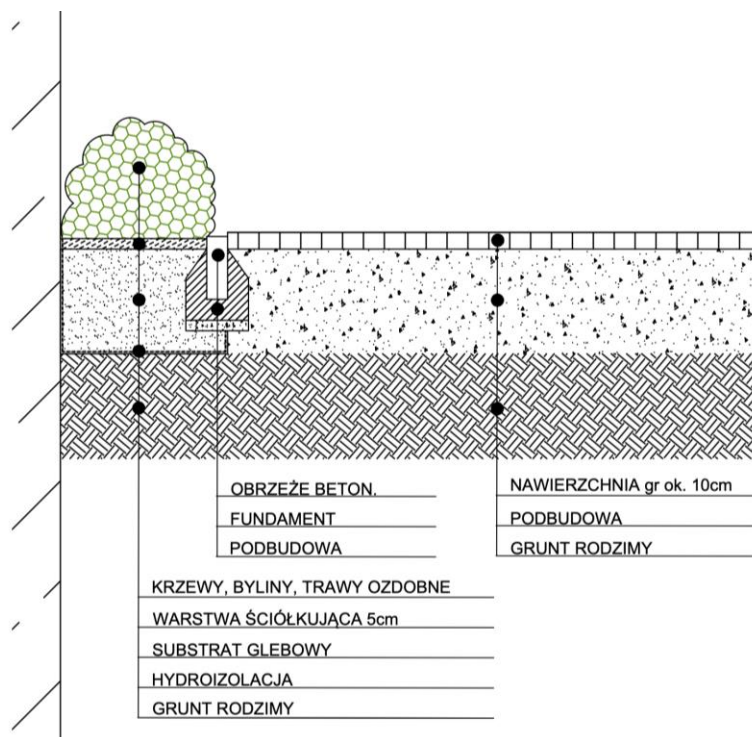 OBRZEŻE BETON.
FUNDAMENT
PODBUDOWA
NAWIERZCHNIA gr ok. 10cm
PODBUDOWA
GRUNT RODZIMY
KRZEWY, BYLINY, TRAWY OZDOBNE
WARSTWA ŚCIÓŁKUJĄCA 5cm
SUBSTRAT GLEBOWY
HYDROIZOLACJA
GRUNT RODZIMY